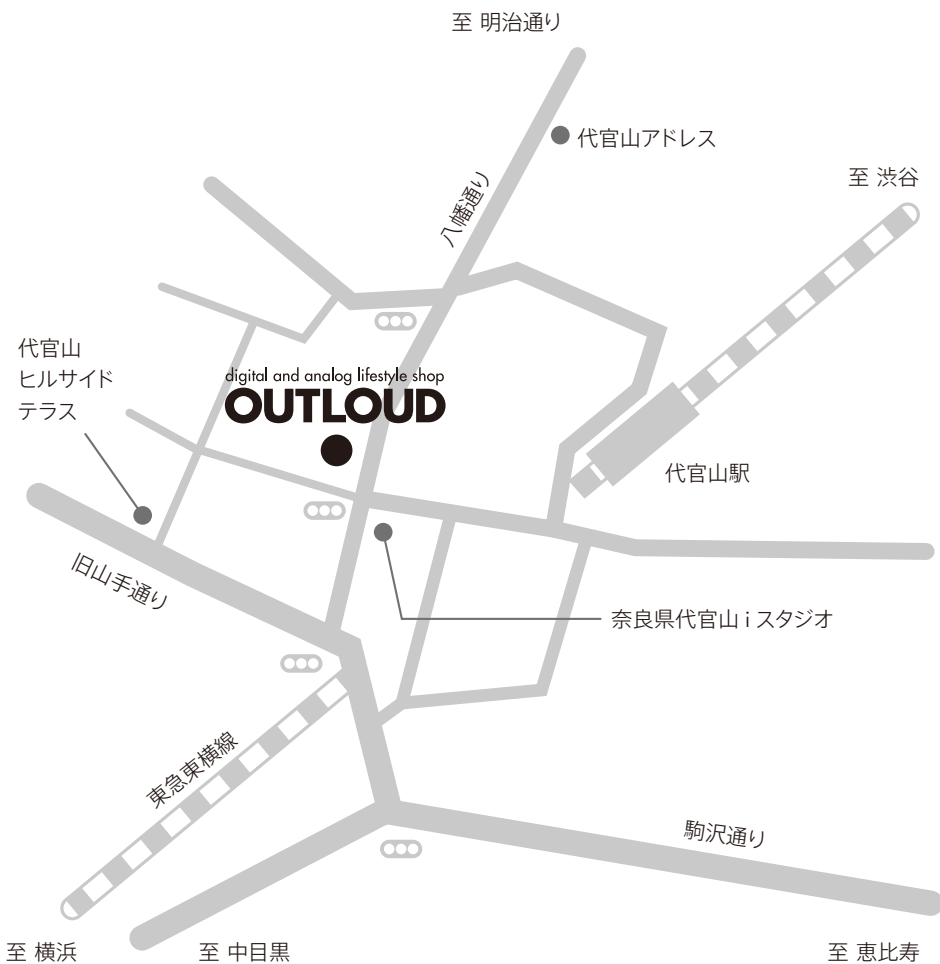 至 明治通り
代官山アドレス
至 渋谷
八幡通り
代官山
ヒルサイド
テラス
digital and analog lifestyle shop
OUTLOUD
代官山駅
旧山手通り
奈良県代官山 i スタジオ
東急東横線
駒沢通り
至 横浜
至 中目黒
至 恵比寿